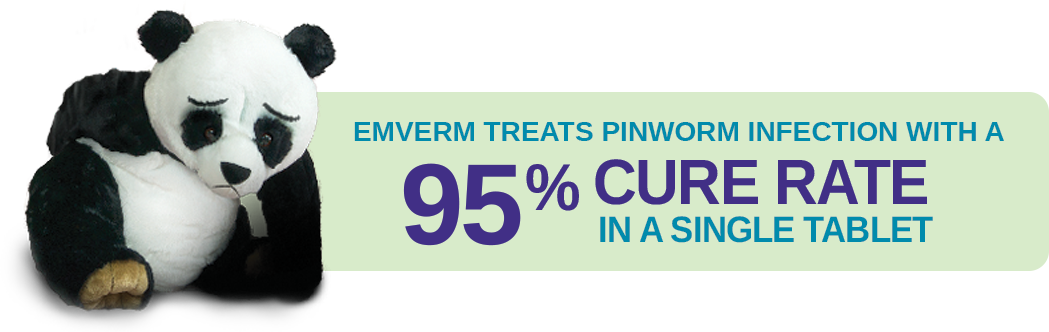 EMVERM TREATS PINWORM INFECTION WITH A
95% CURE RATE
IN A SINGLE TABLET